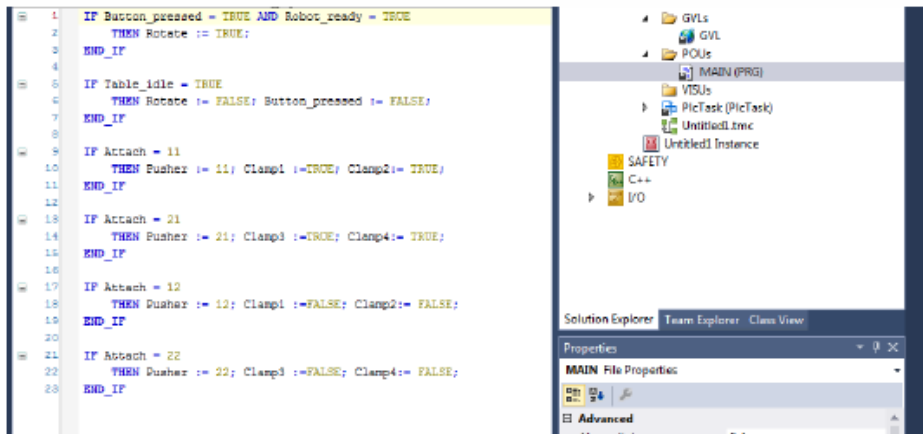 1 IF Button_pressed = TRUE AND Robot_ready = TRUE
2 THEN Rotate := TRUE;
3 END_IF
4
5 IF Table_idle = TRUE
6 THEN Rotate := FALSE; Button_pressed := FALSE;
7 END_IF
8
9 IF Attach = 11
10 THEN Pusher := 11; Clamp1 :=TRUE; Clamp2:= TRUE;
11 END_IF
12
13 IF Attach = 21
14 THEN Pusher := 21; Clamp3 :=TRUE; Clamp4:= TRUE;
15 END_IF
16
17 IF Attach = 12
18 THEN Pusher := 12; Clamp1 :=FALSE; Clamp2:= FALSE;
19 END_IF
20
21 IF Attach = 22
22 THEN Pusher := 22; Clamp3 :=FALSE; Clamp4:= FALSE;
23 END_IF
GVLs
GVL
POUs
MAIN (PRG)
VISUs
PlcTask (PlcTask)
Untitled1.tmc
Untitled1 Instance
SAFETY
C++
I/O
Solution Explorer Team Explorer Class View
Properties
MAIN File Properties
Advanced